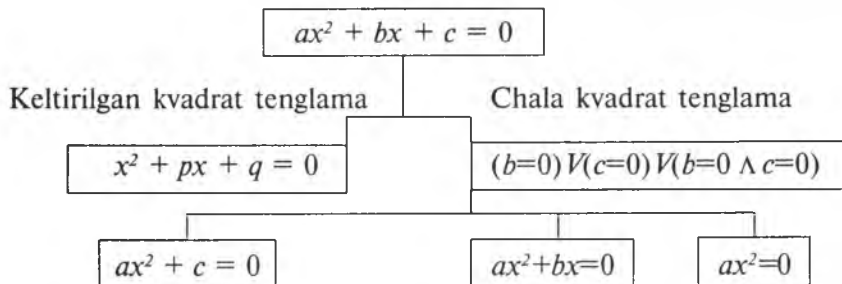 ax² + bx + c = 0
Keltirilgan kvadrat tenglama
Chala kvadrat tenglama
x² + px + q = 0
(b=0) V(c=0) V(b=0 ∧ c=0)
ax² + c = 0
ax²+bx=0
ax²=0